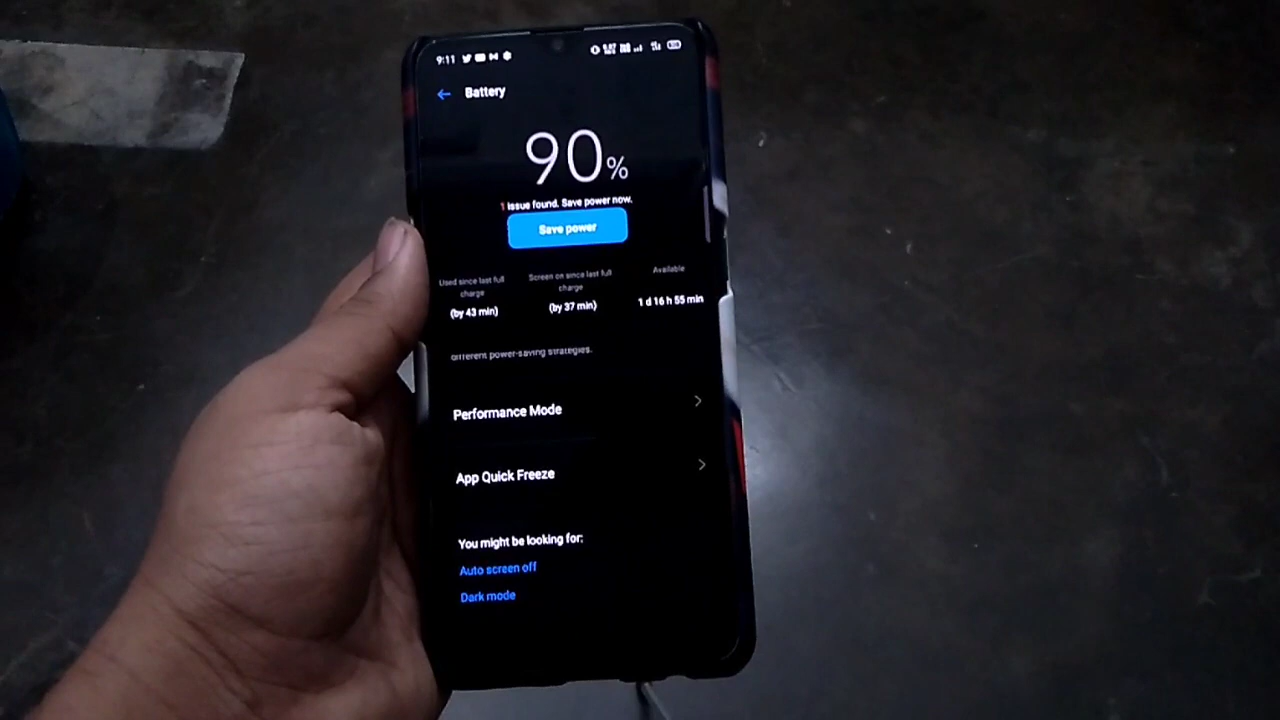 9:11
Battery
90%
1 issue found. Save power now.
Save power
Used since last full
charge
(by 43 min)
Screen on since last full
charge
(by 37 min)
Available
1 d 16 h 55 min
different power-saving strategies.
Performance Mode
App Quick Freeze
You might be looking for:
Auto screen off
Dark mode